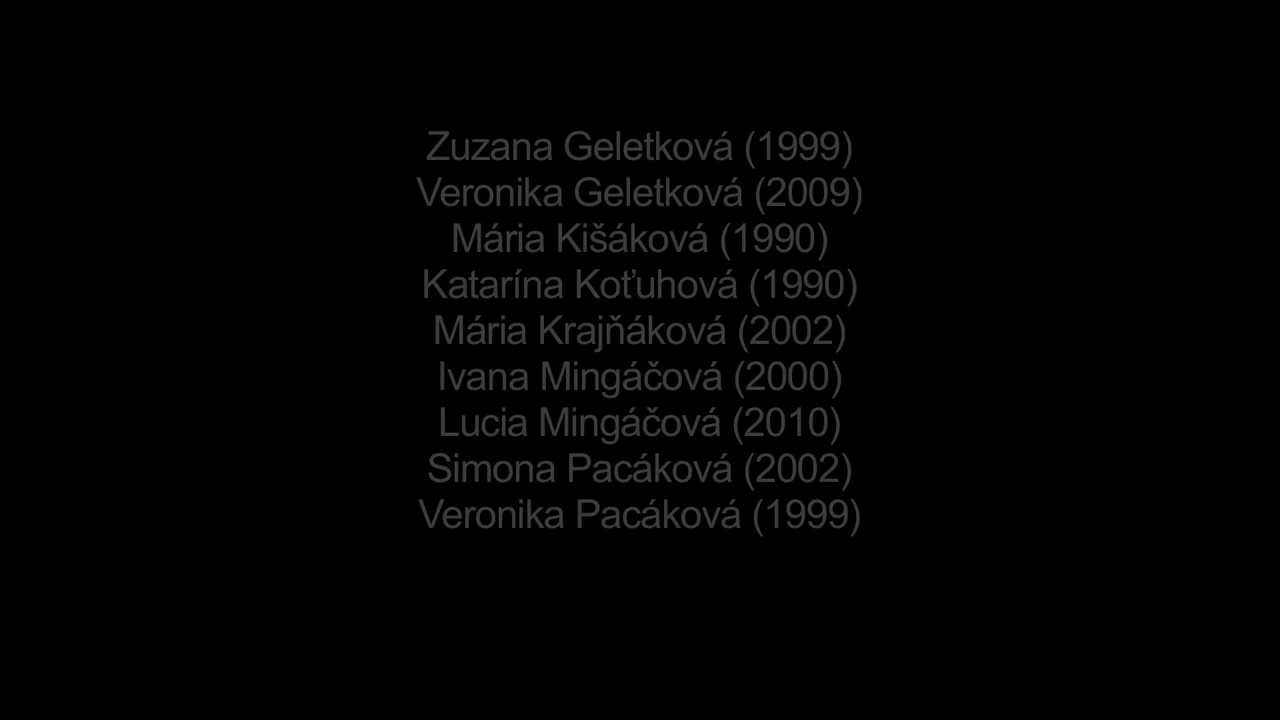 Zuzana Geletková (1999)
Veronika Geletková (2009)
Mária Kišáková (1990)
Katarína Koťuhová (1990)
Mária Krajňáková (2002)
Ivana Mingáčová (2000)
Lucia Mingáčová (2010)
Simona Pacáková (2002)
Veronika Pacáková (1999)